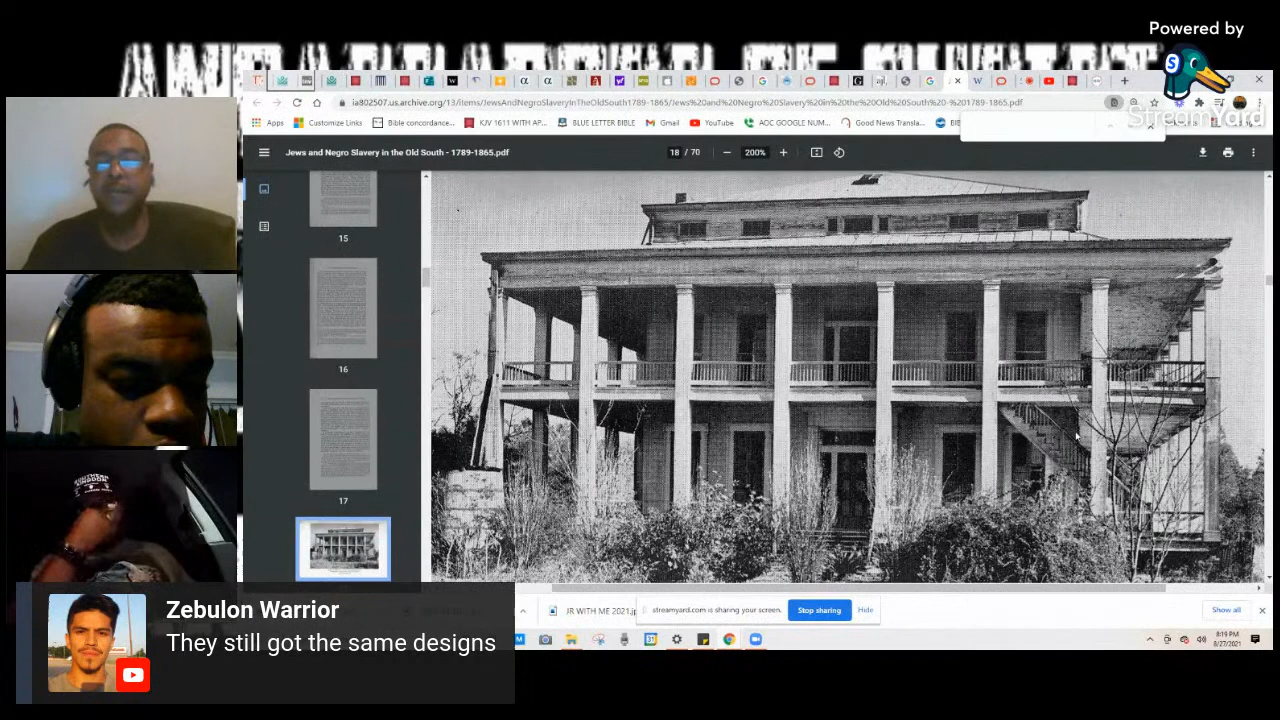 Powered by
StreamYard
ia802507.us.archive.org/13/items/JewsAndNegroSlaveryInTheOldSouth1789-1865/Jews%20and%20Negro%20Slavery%20in%20the%20Old%20South%20-%201789-1865.pdf
Apps
Customize Links
Bible concordance...
KJV 1611 WITH AP...
BLUE LETTER BIBLE
Gmail
YouTube
AOC GOOGLE NUM...
Good News Transla...
Jews and Negro Slavery in the Old South - 1789-1865.pdf
18 / 70
200%
15
16
17
SOUTHERN
KINGDOM
Zebulon Warrior
They still got the same designs
JR WITH ME 2021.jp
streamyard.com is sharing your screen.
Stop sharing
Hide
Show all
8:19 PM
8/27/2021